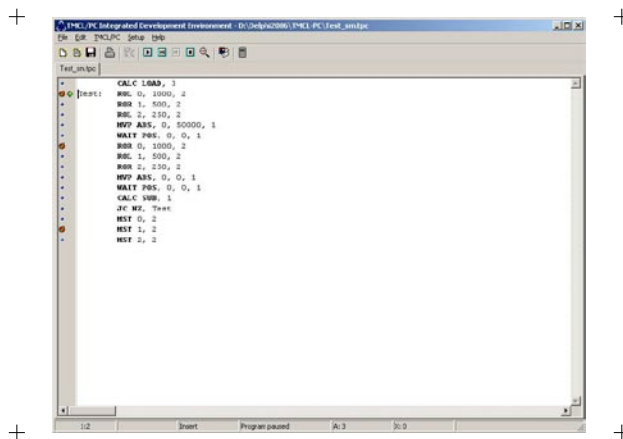 TMCL/PC Integrated Development Environment - D:\Delphi2006\TMCL-PC\Test_sm.tpc
File Edit TMCL/PC Setup Help
Test_sm.tpc
CALC LOAD, 3
Test: ROL 0, 1000, 2
ROR 1, 500, 2
ROL 2, 250, 2
MVP ABS, 0, 50000, 1
WAIT POS, 0, 0, 1
ROR 0, 1000, 2
ROL 1, 500, 2
ROR 2, 250, 2
MVP ABS, 0, 0, 1
WAIT POS, 0, 0, 1
CALC SUB, 1
JC NZ, Test
MST 0, 2
MST 1, 2
MST 2, 2
1:2 Insert Program paused A: 3 X: 0